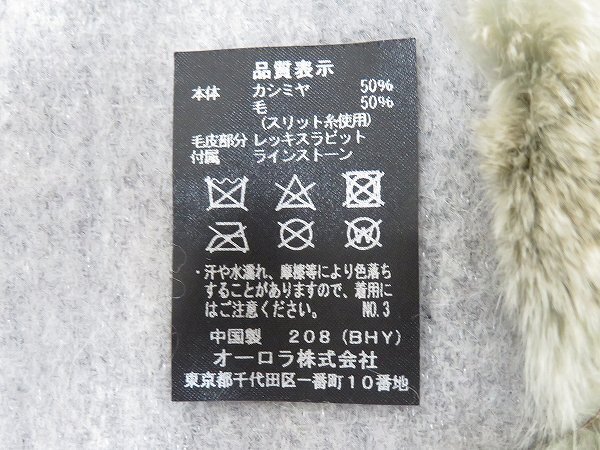 品質表示
本体 カシミヤ 50%
毛 50%
(スリット糸使用)
毛皮部分 レッキスラビット
付属 ラインストーン
・汗や水濡れ、摩擦等により色落ち
することがありますので、着用に
はご注意ください。 NO.3
中国製 208(BHY)
オーロラ株式会社
東京都千代田区一番町10番地